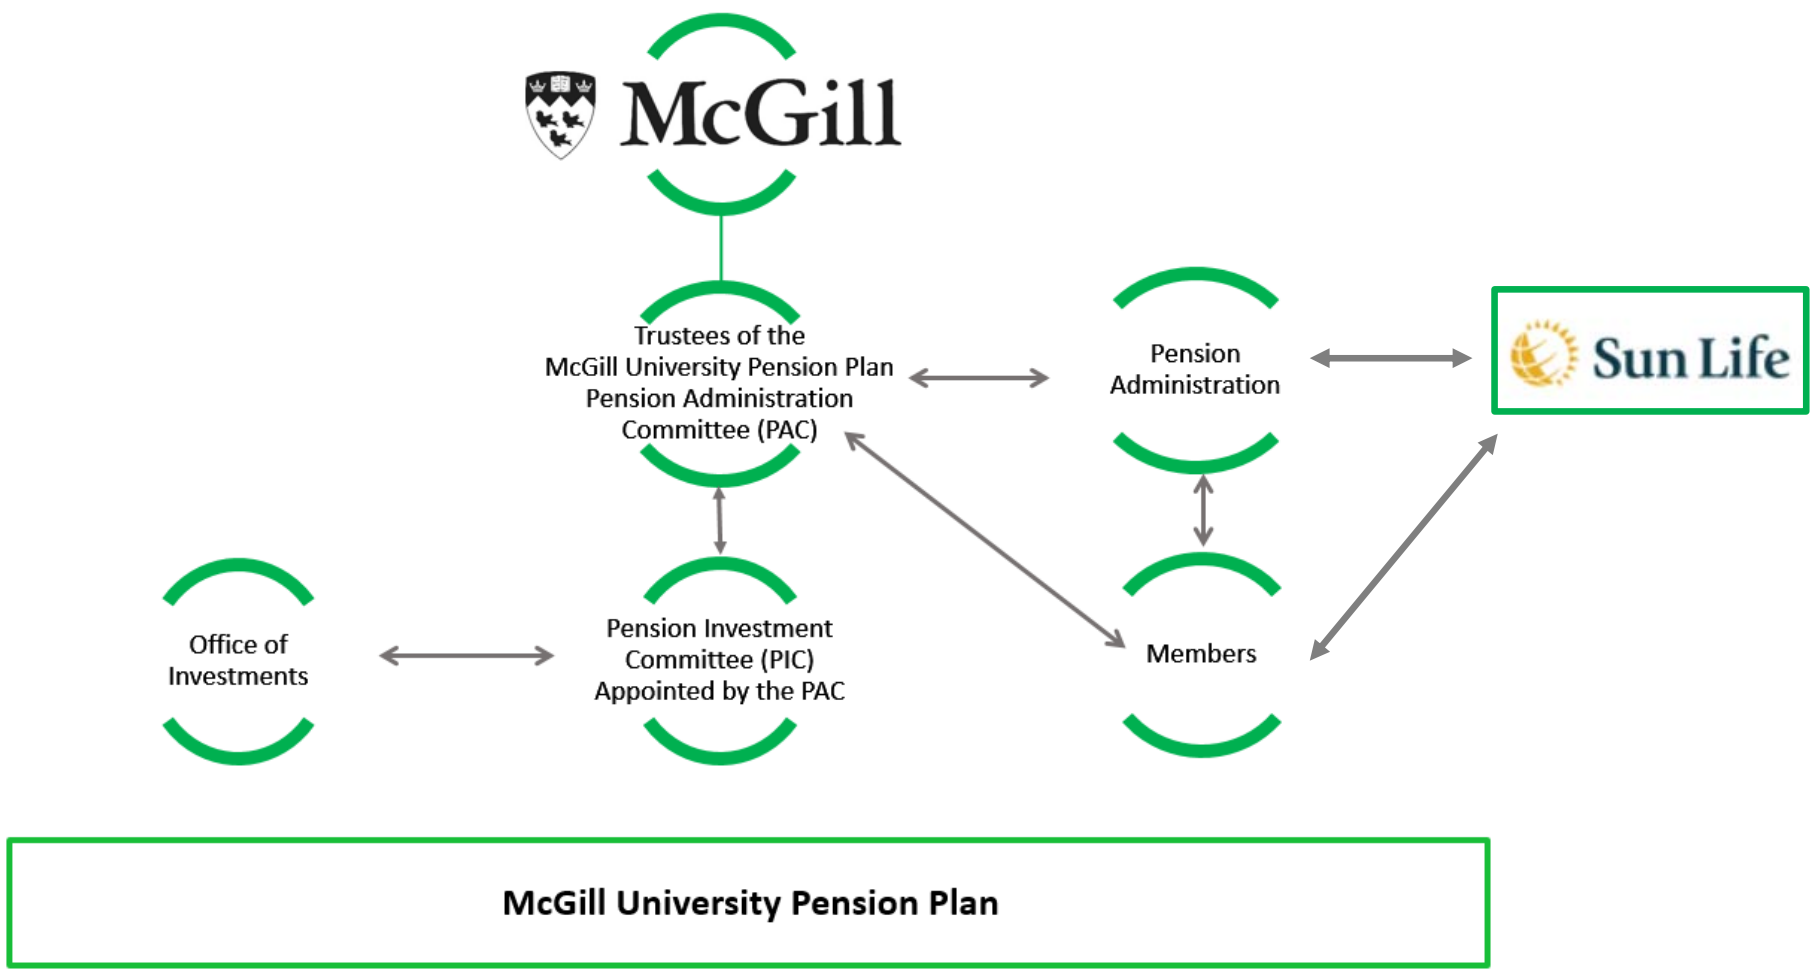 McGill
Trustees of the
McGill University Pension Plan
Pension Administration
Committee (PAC)
Pension
Administration
Sun Life
Office of
Investments
Pension Investment
Committee (PIC)
Appointed by the PAC
Members
McGill University Pension Plan